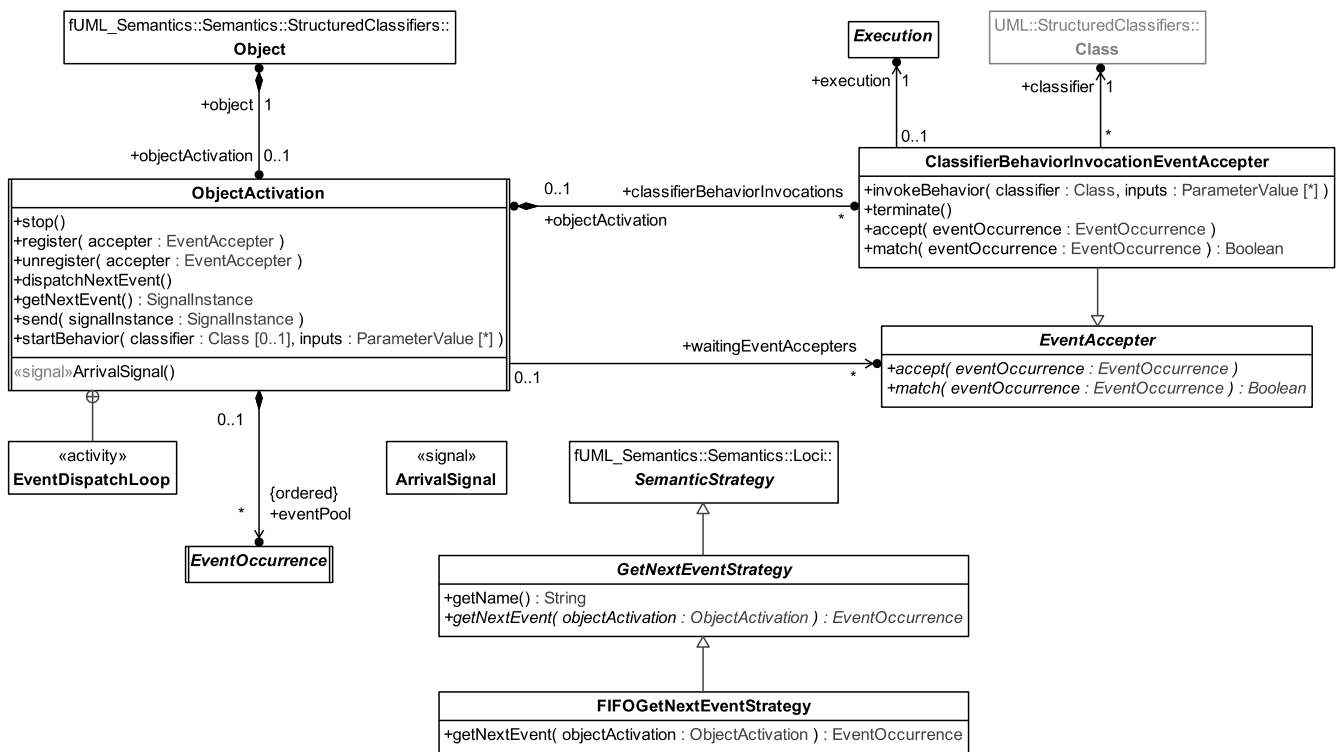 fUML_Semantics::Semantics::StructuredClassifiers::
Object
Execution
UML::StructuredClassifiers::
Class
+object
1
+objectActivation
0..1
+execution
1
0..1
+classifier
1
*
ObjectActivation
+stop()
+register( accepter : EventAccepter )
+unregister( accepter : EventAccepter )
+dispatchNextEvent()
+getNextEvent() : SignalInstance
+send( signalInstance : SignalInstance )
+startBehavior( classifier : Class [0..1], inputs : ParameterValue [*] )
«signal»ArrivalSignal()
0..1
+classifierBehaviorInvocations
+objectActivation
*
ClassifierBehaviorInvocationEventAccepter
+invokeBehavior( classifier : Class, inputs : ParameterValue [*] )
+terminate()
+accept( eventOccurrence : EventOccurrence )
+match( eventOccurrence : EventOccurrence ) : Boolean
+waitingEventAccepters
0..1
*
EventAccepter
+accept( eventOccurrence : EventOccurrence )
+match( eventOccurrence : EventOccurrence ) : Boolean
0..1
«activity»
EventDispatchLoop
{ordered}
*
+eventPool
EventOccurrence
«signal»
ArrivalSignal
fUML_Semantics::Semantics::Loci::
SemanticStrategy
GetNextEventStrategy
+getName() : String
+getNextEvent( objectActivation : ObjectActivation ) : EventOccurrence
FIFOGetNextEventStrategy
+getNextEvent( objectActivation : ObjectActivation ) : EventOccurrence